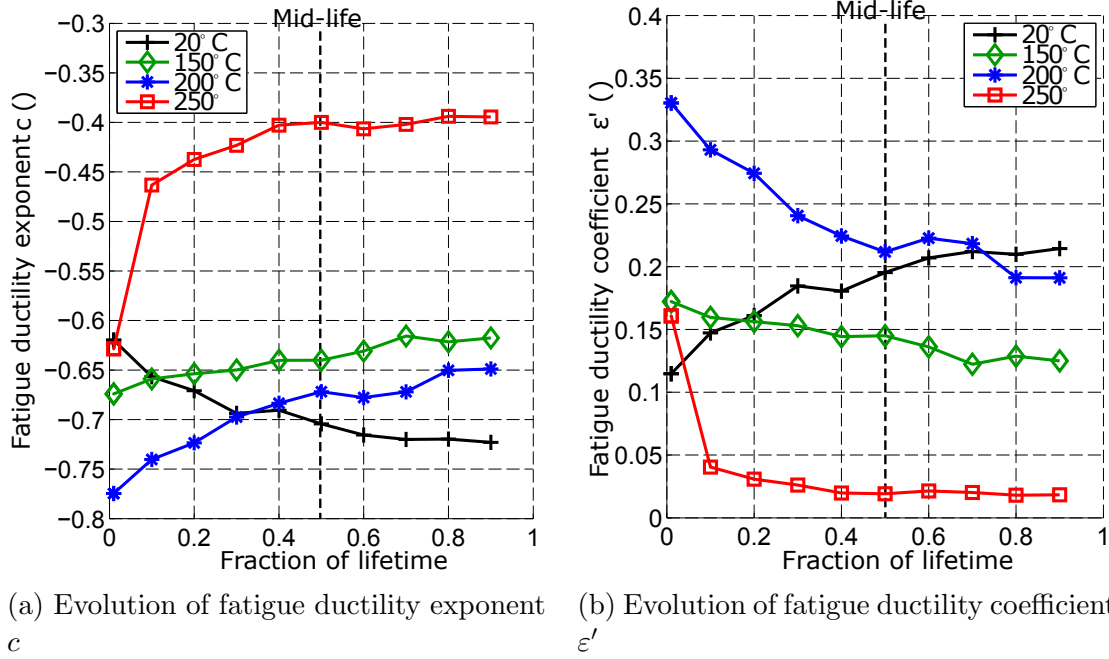 Mid-life
−0.3
−0.35
−0.4
−0.45
−0.5
−0.55
−0.6
−0.65
−0.7
−0.75
−0.8
20° C
150° C
200° C
250°
Fatigue ductility exponent c ()
0 0.2 0.4 0.6 0.8 1
Fraction of lifetime
(a) Evolution of fatigue ductility exponent
c
Mid-life
0.4
0.35
0.3
0.25
0.2
0.15
0.1
0.05
0
20° C
150° C
200° C
250°
Fatigue ductility coefficient ε' ()
0 0.2 0.4 0.6 0.8 1
Fraction of lifetime
(b) Evolution of fatigue ductility coefficient
ε′